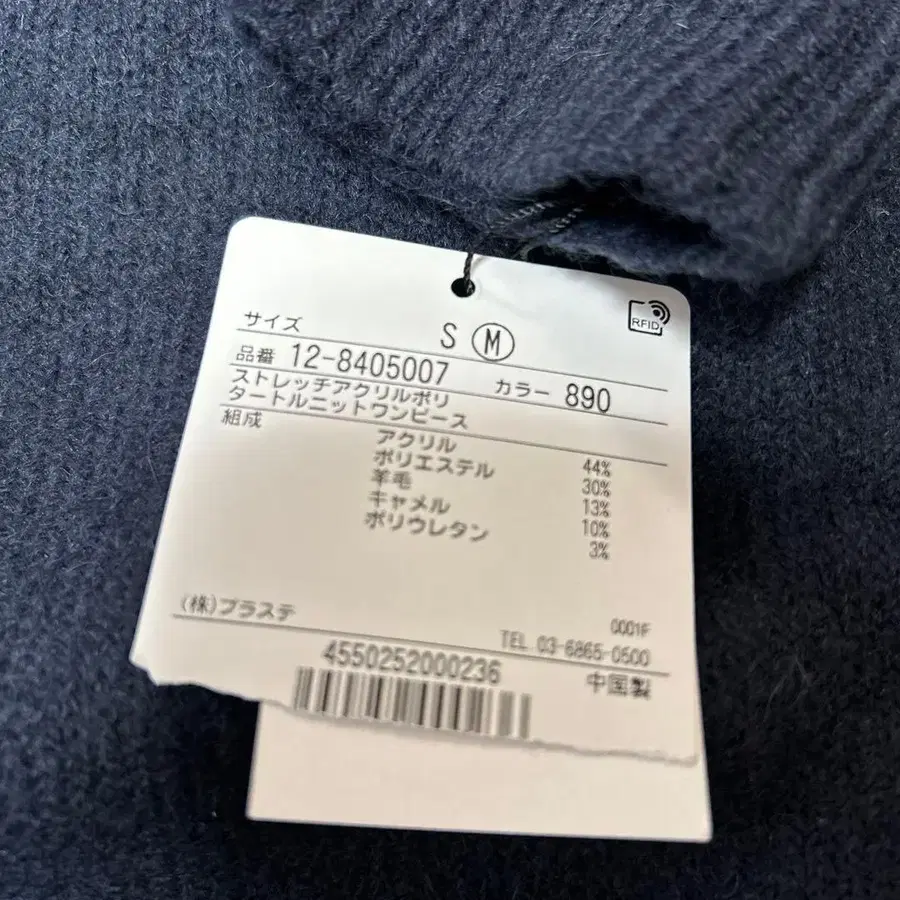 サイズ S Ⓜ RFID
品番 12-8405007 カラー 890
ストレッチアクリルポリ
タートルニットワンピース
組成
アクリル 44%
ポリエステル 30%
羊毛 13%
キャメル 10%
ポリウレタン 3%
(株)プラステ 0001F
TEL 03-6865-0500
4550252000236 中国製